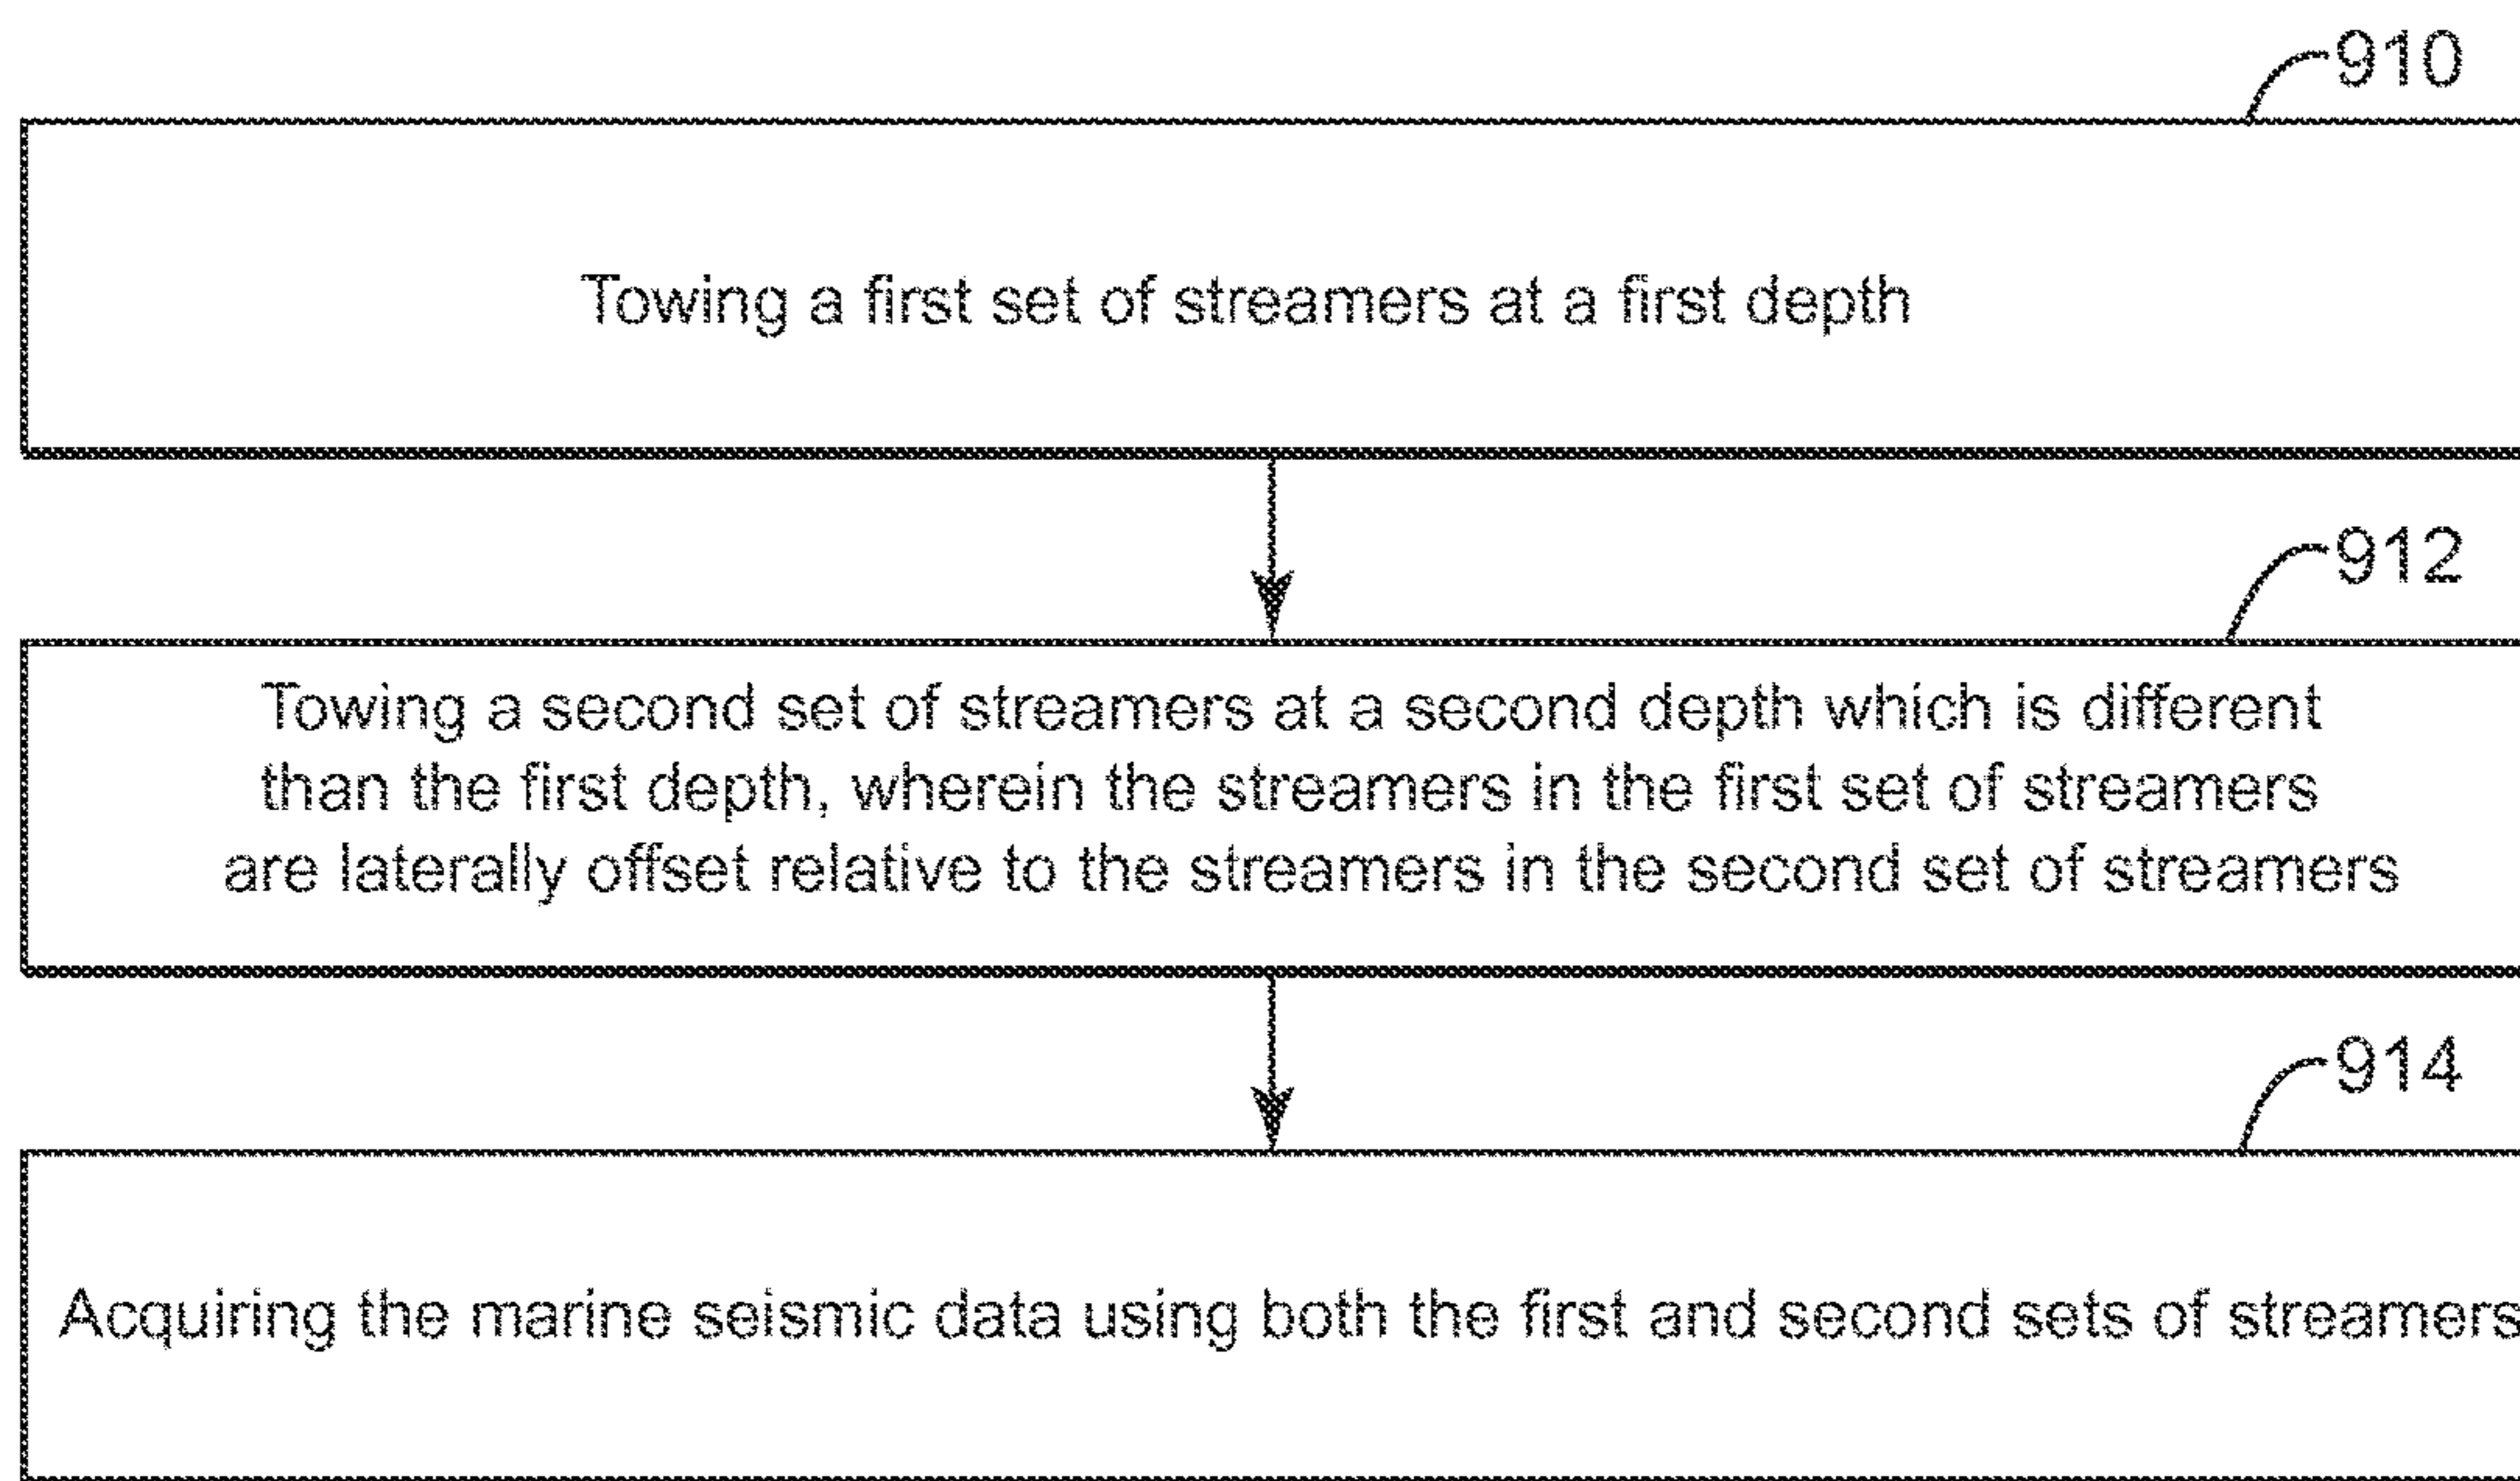 910
Towing a first set of streamers at a first depth
912
Towing a second set of streamers at a second depth which is different
than the first depth, wherein the streamers in the first set of streamers
are laterally offset relative to the streamers in the second set of streamers
914
Acquiring the marine seismic data using both the first and second sets of streamers